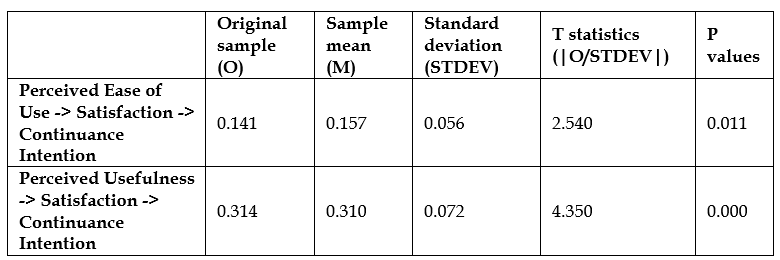 Original sample (O)
Sample mean (M)
Standard deviation (STDEV)
T statistics (|O/STDEV|)
P values
Perceived Ease of
Use -> Satisfaction ->
Continuance
Intention
0.141
0.157
0.056
2.540
0.011
Perceived Usefulness
-> Satisfaction ->
Continuance
Intention
0.314
0.310
0.072
4.350
0.000